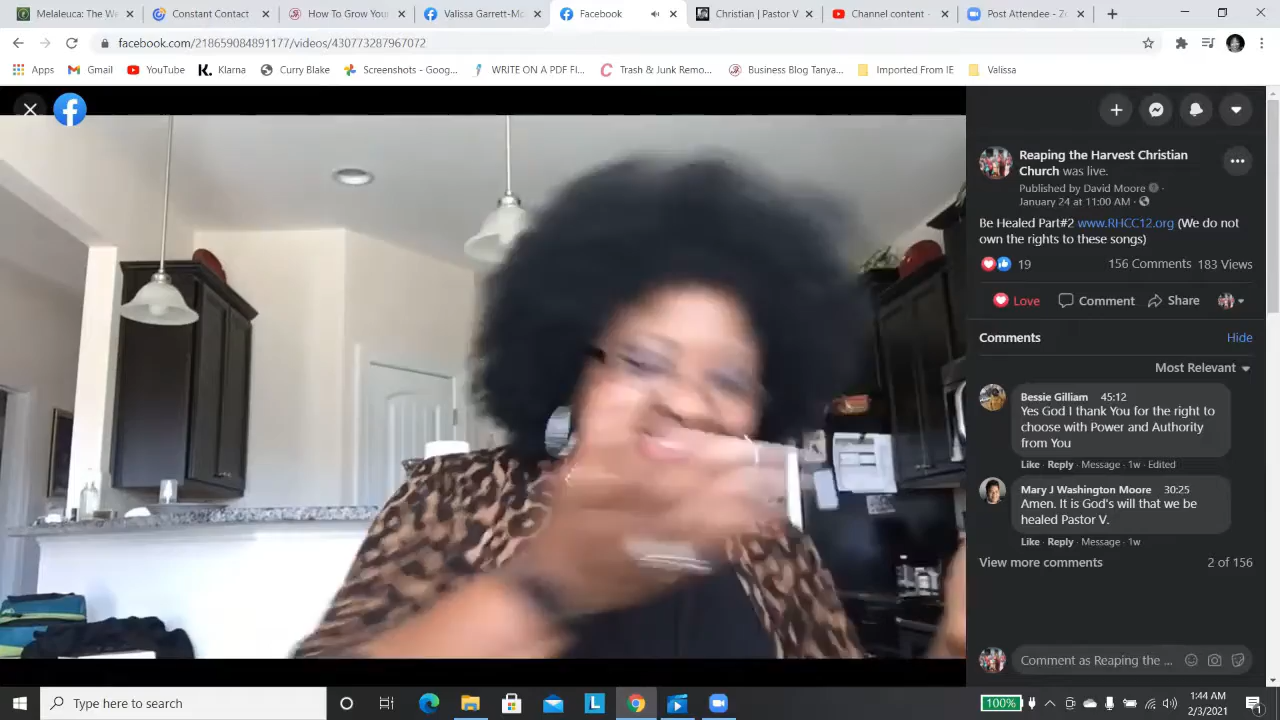 Melaleuca: The We
Constant Contact
How To Grow Your
Valissa Garrett-Mc
Facebook
Christian | Pastor V
Channel content -
Post Attendee - Z
facebook.com/218659084891177/videos/430773287967072
Apps
Gmail
YouTube
K.
Klarna
Curry Blake
Screenshots - Goog...
WRITE ON A PDF Fl...
Trash & Junk Remo...
Business Blog Tanya...
Imported From IE
Valissa
Reaping the Harvest Christian
Church was live.
Published by David Moore ·
January 24 at 11:00 AM ·
Be Healed Part#2 www.RHCC12.org (We do not
own the rights to these songs)
19 156 Comments 183 Views
Love Comment Share
Comments Hide
Most Relevant
Bessie Gilliam 45:12
Yes God I thank You for the right to
choose with Power and Authority
from You
Like · Reply · Message · 1w · Edited
Mary J Washington Moore 30:25
Amen. It is God's will that we be
healed Pastor V.
Like · Reply · Message · 1w
View more comments 2 of 156
Comment as Reaping the ...
Type here to search
L
100%
1:44 AM
2/3/2021
1